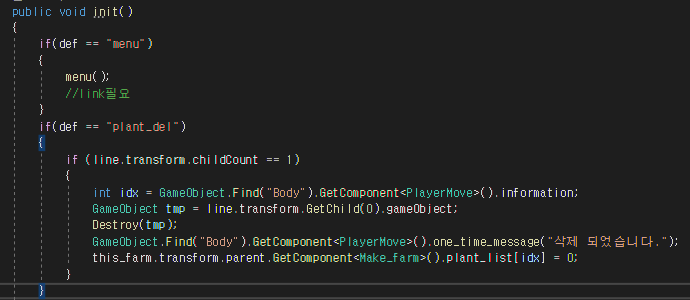 public void init()
{
if(def == "menu")
{
menu();
//link필요
}
if(def == "plant_del")
{
if (line.transform.childCount == 1)
{
int idx = GameObject.Find("Body").GetComponent<PlayerMove>().information;
GameObject tmp = line.transform.GetChild(0).gameObject;
Destroy(tmp);
GameObject.Find("Body").GetComponent<PlayerMove>().one_time_message("삭제 되었습니다.");
this_farm.transform.parent.GetComponent<Make_farm>().plant_list[idx] = 0;
}
}